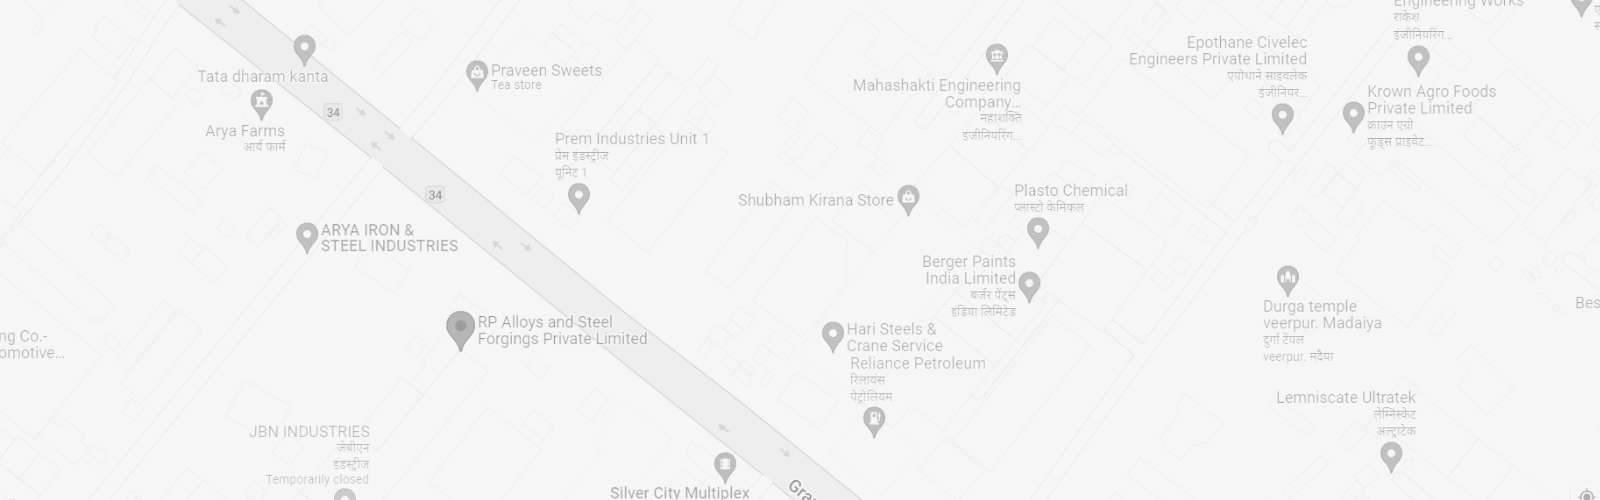 Engineering Works
राकेश
इंजीनियरिंग...
Epothane Civelec
Engineers Private Limited
एपोथाने साइवलेक
इंजीनियर...
Tata dharam kanta
Praveen Sweets
Tea store
Mahashakti Engineering
Company...
महाशक्ति
इंजीनियरिंग...
Krown Agro Foods
Private Limited
क्राउन एग्रो
फूड्स प्राइवेट...
34
Arya Farms
आर्य फार्म
Prem Industries Unit 1
प्रेम इंडस्ट्रीज
यूनिट 1
34
Shubham Kirana Store
Plasto Chemical
प्लास्टो केमिकल
ARYA IRON &
STEEL INDUSTRIES
Berger Paints
India Limited
बर्जर पेंट्स
इंडिया लिमिटेड
Durga temple
veerpur. Madaiya
दुर्गा टेंपल
veerpur. मदैया
Bes
ng Co.-
omotive...
RP Alloys and Steel
Forgings Private Limited
Hari Steels &
Crane Service
Reliance Petroleum
रिलायंस
पेट्रोलियम
Lemniscate Ultratek
लेम्निस्केट
अल्ट्राटेक
JBN INDUSTRIES
जेबीएन
इंडस्ट्रीज
Temporarily closed
Silver City Multiplex
Gra